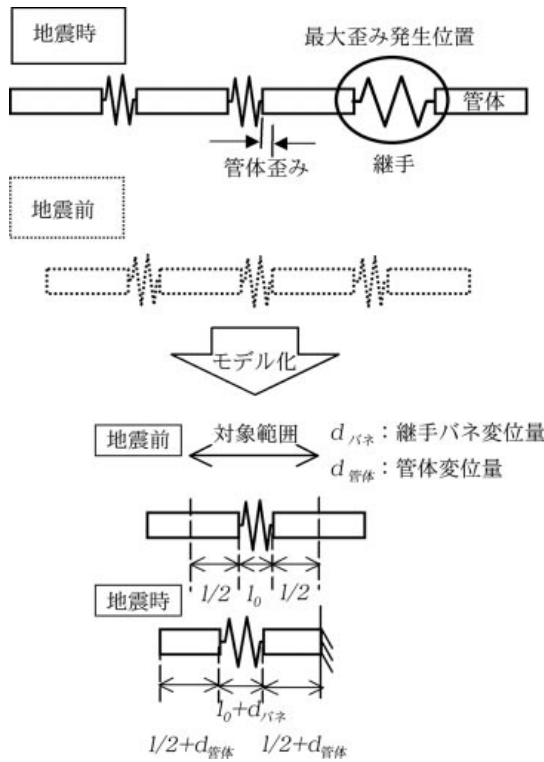 地震時
最大歪み発生位置
管体
管体歪み
継手
地震前
モデル化
地震前
対象範囲
dバネ：継手バネ変位量
d管体：管体変位量
l/2 l0 l/2
地震時
l0+dバネ
l/2+d管体 l/2+d管体